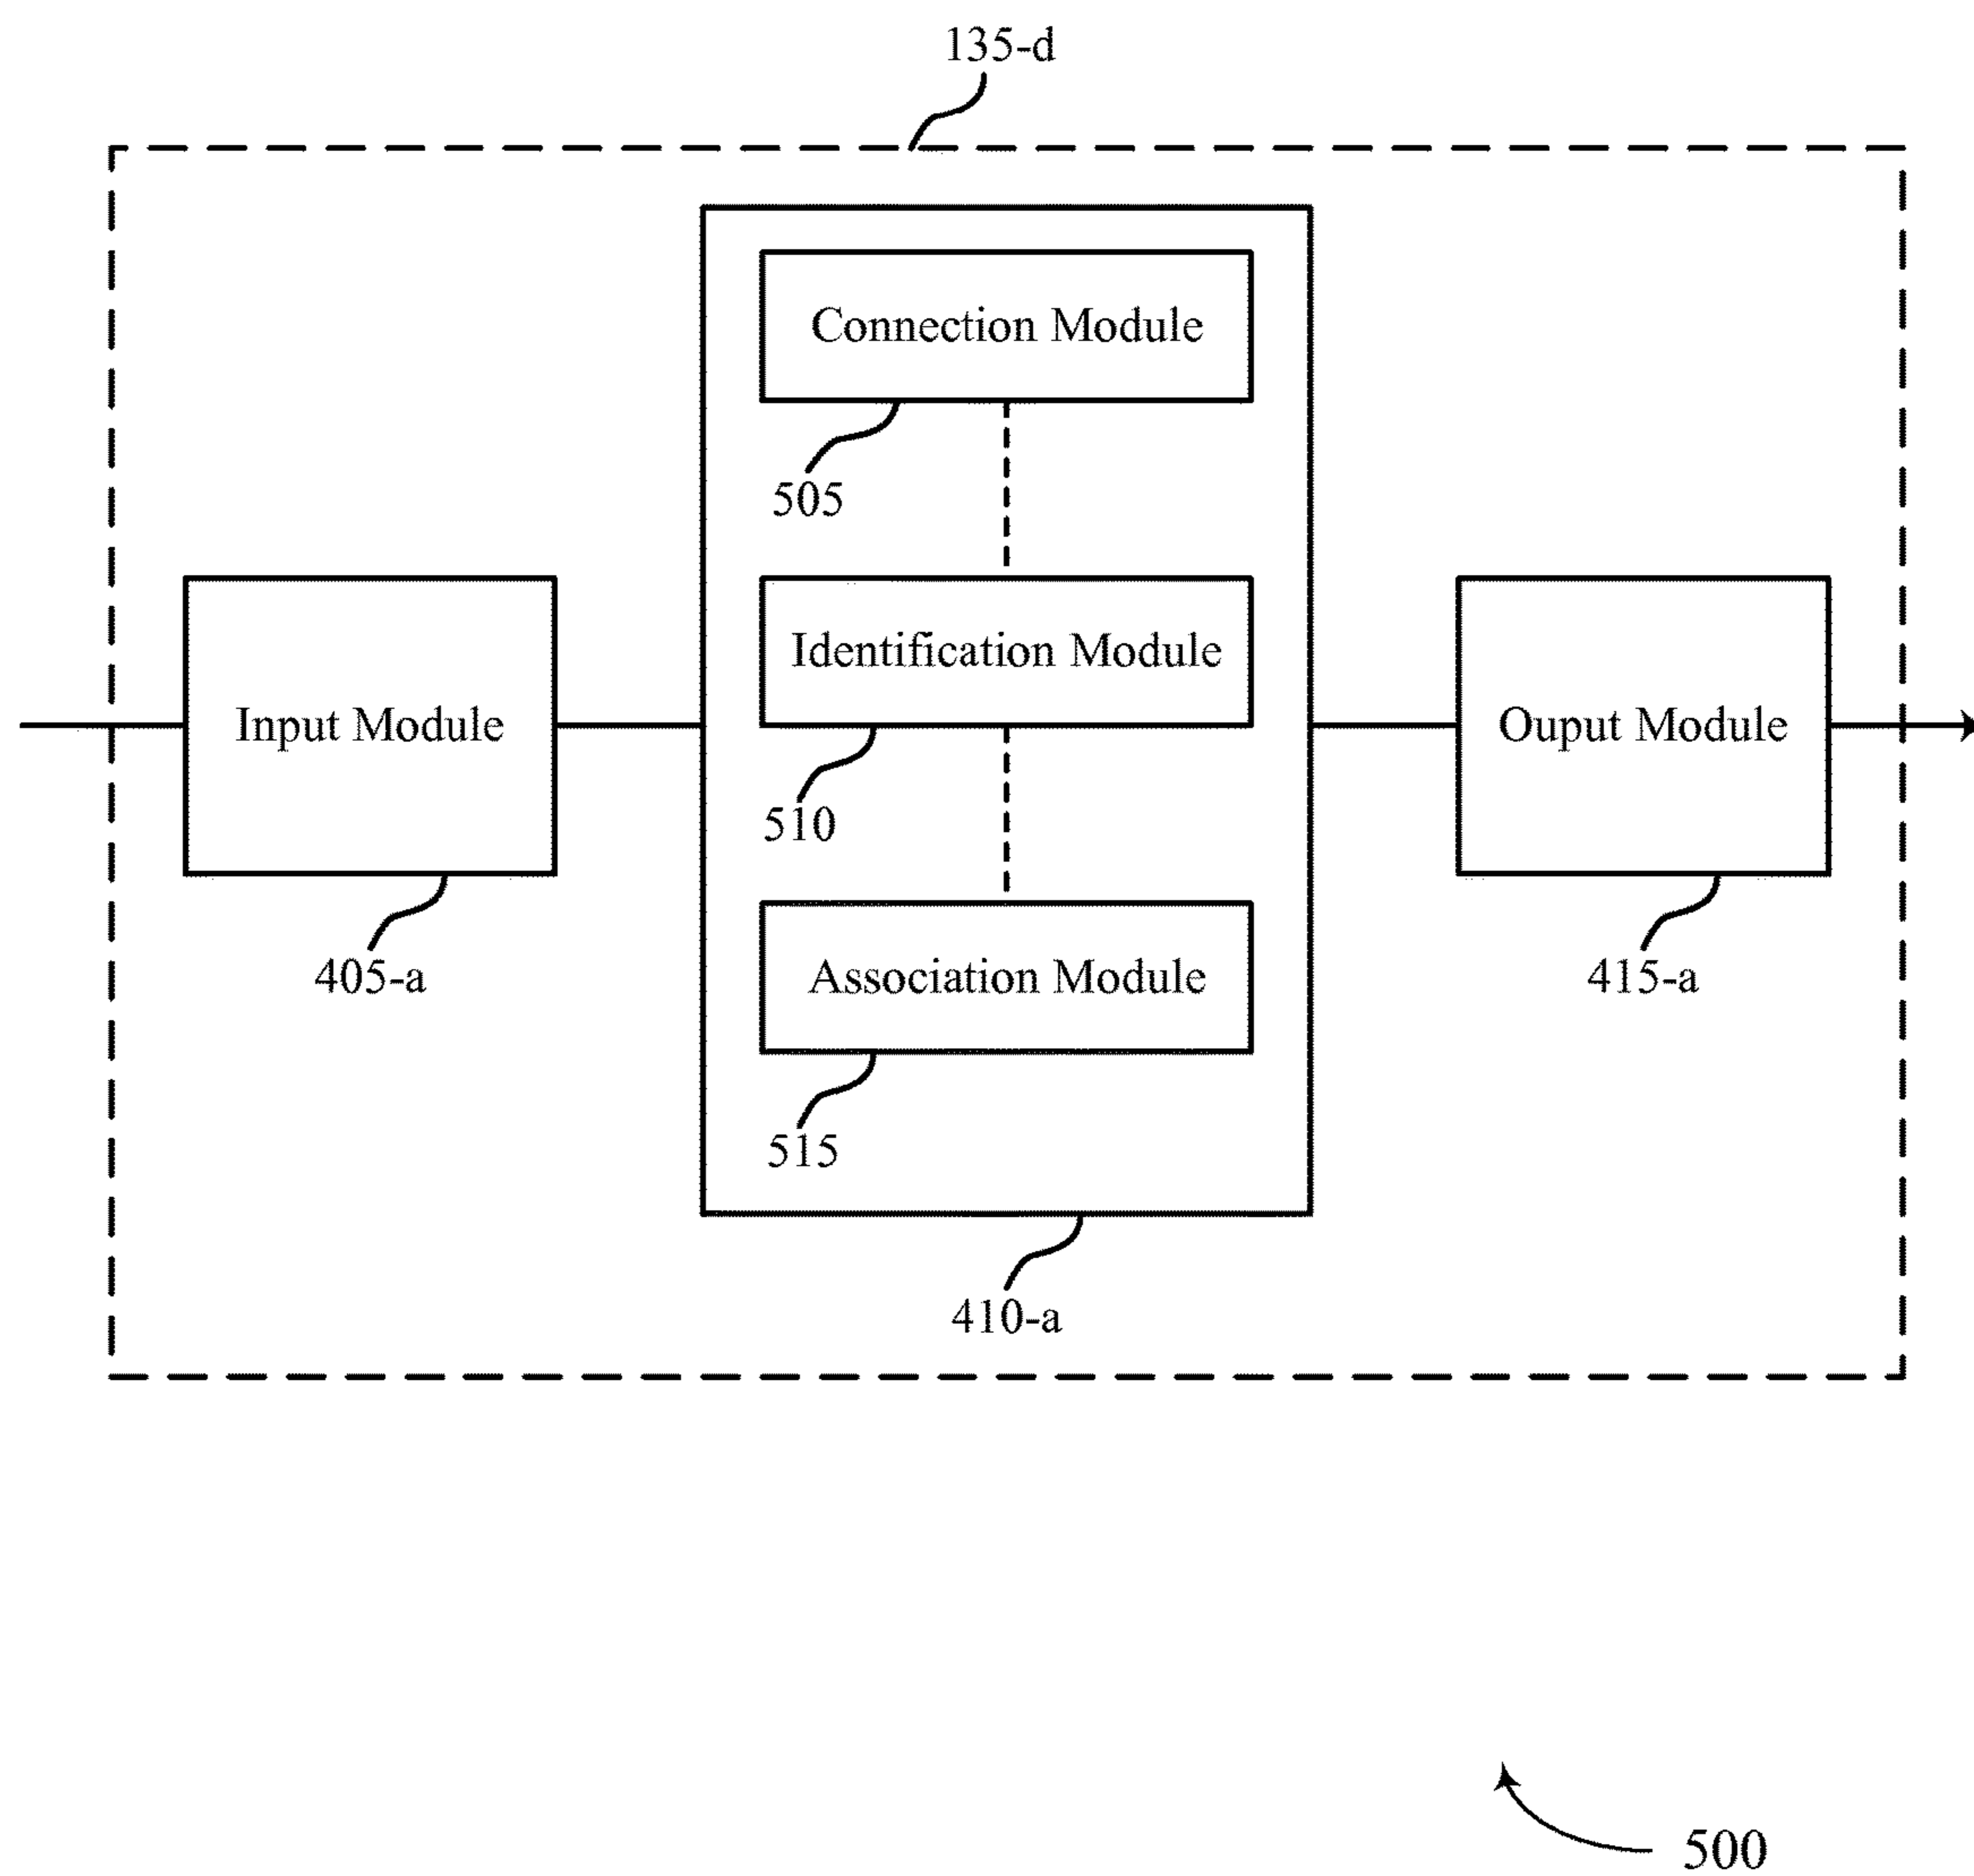 135-d
Connection Module
505
Identification Module
Input Module
Ouput Module
510
Association Module
405-a
415-a
515
410-a
500